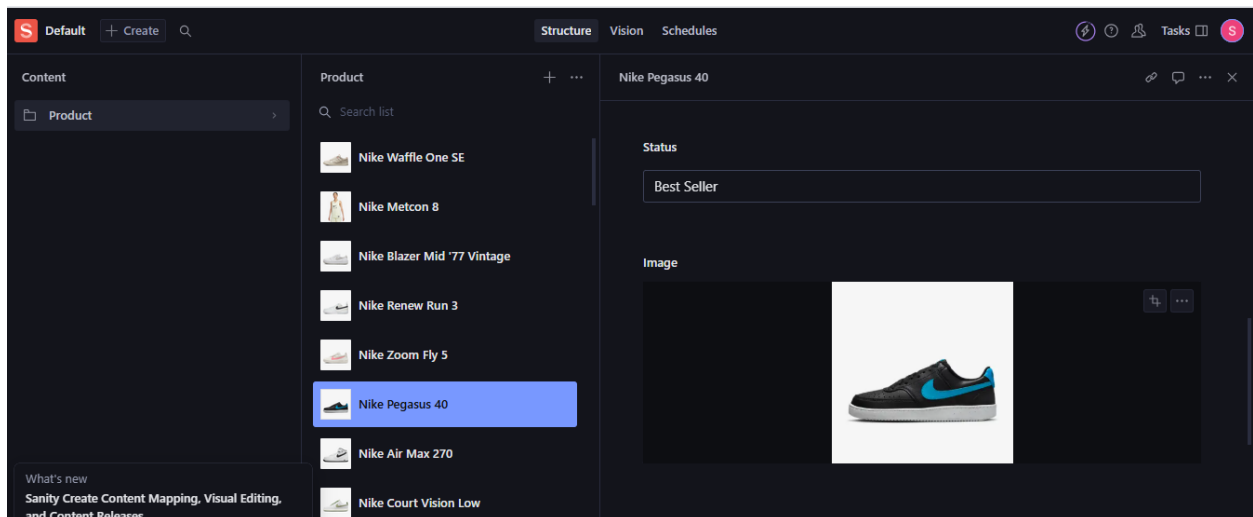 S Default + Create Structure Vision Schedules Tasks S
Content
Product
Product
Search list
Nike Waffle One SE
Nike Metcon 8
Nike Blazer Mid '77 Vintage
Nike Renew Run 3
Nike Zoom Fly 5
Nike Pegasus 40
Nike Air Max 270
Nike Court Vision Low
Nike Pegasus 40
Status
Best Seller
Image
What's new
Sanity Create Content Mapping, Visual Editing,
and Content Releases